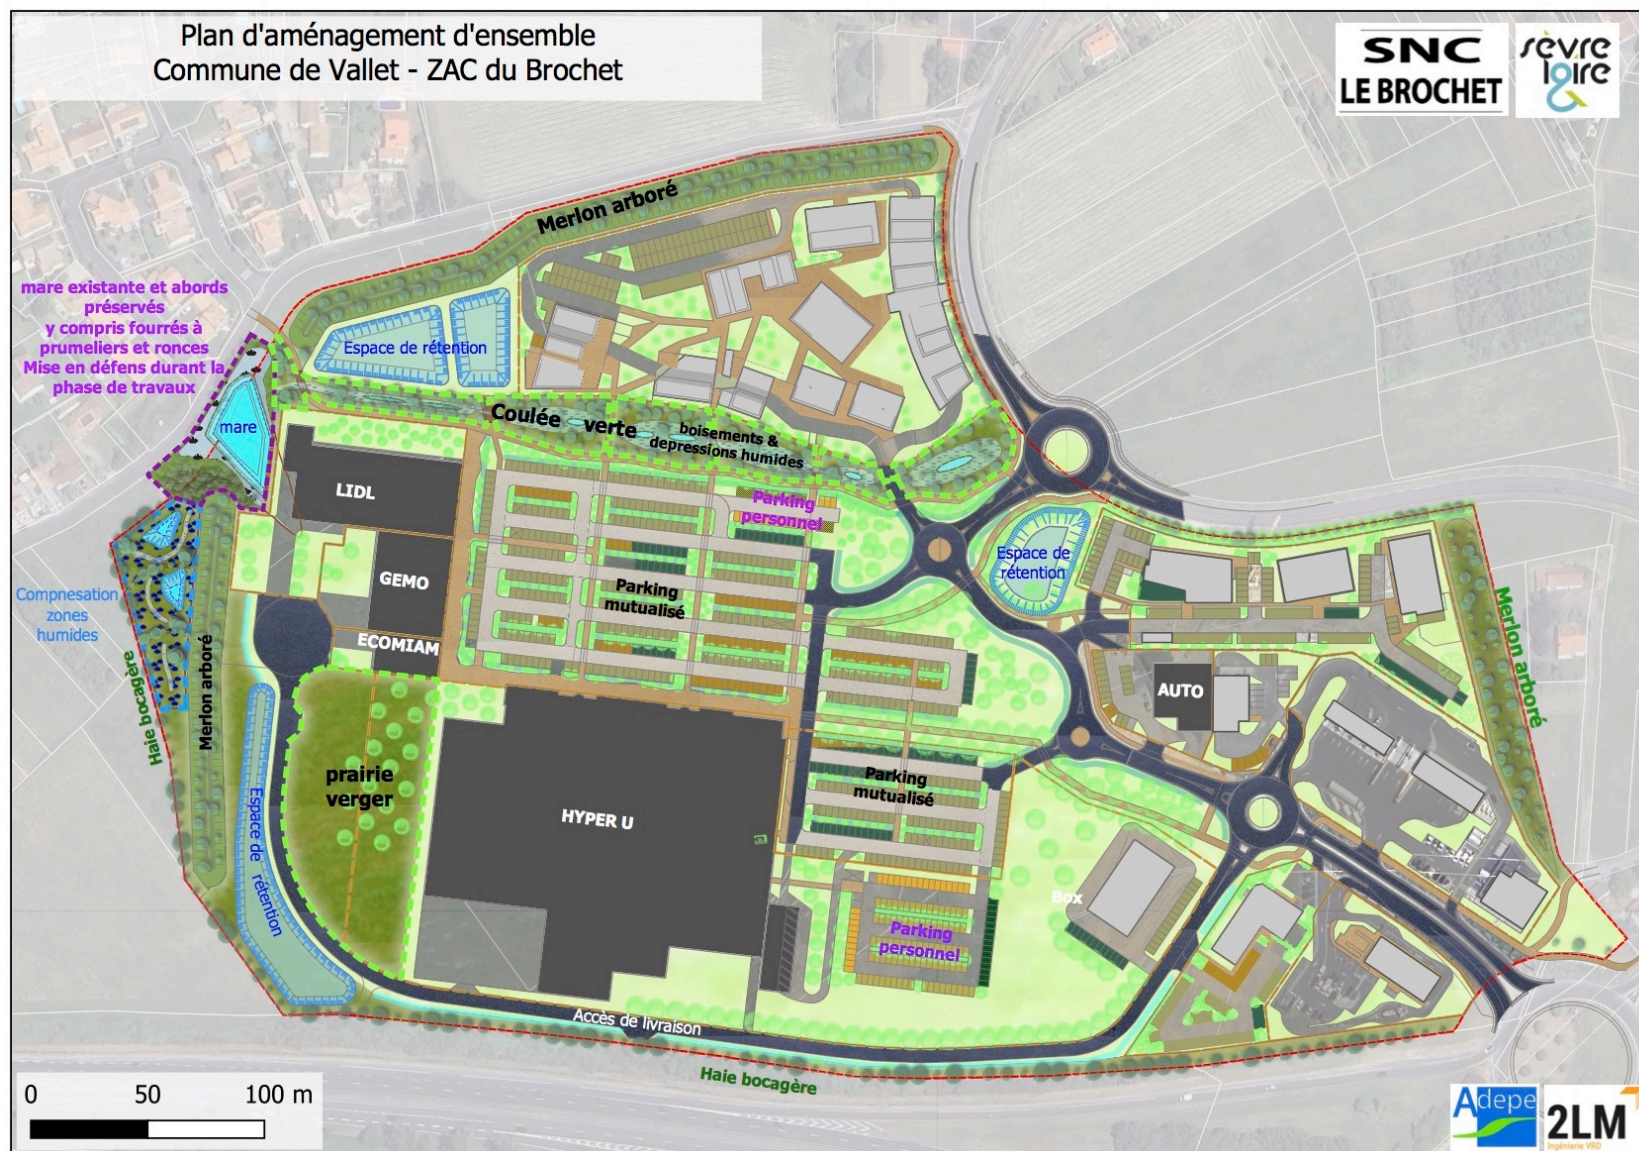 Plan d'aménagement d'ensemble
Commune de Vallet - ZAC du Brochet
SNC
LE BROCHET
sèvre
loire
&
Merlon arboré
mare existante et abords
préservés
y compris fourrés à
prumeliers et ronces
Mise en défens durant la
phase de travaux
Espace de rétention
mare
Coulée verte
boisements &
depressions humides
LIDL
Parking
personnel
GEMO
Parking
mutualisé
ECOMIAM
Espace de
rétention
Compnesation
zones
humides
Haie bocagère
Merlon arboré
Merlon arboré
AUTO
prairie
verger
Espace de rétention
HYPER U
Parking
mutualisé
Box
Parking
personnel
Accès de livraison
Haie bocagère
0 50 100 m
Adepe
2LM
Ingénierie VRD